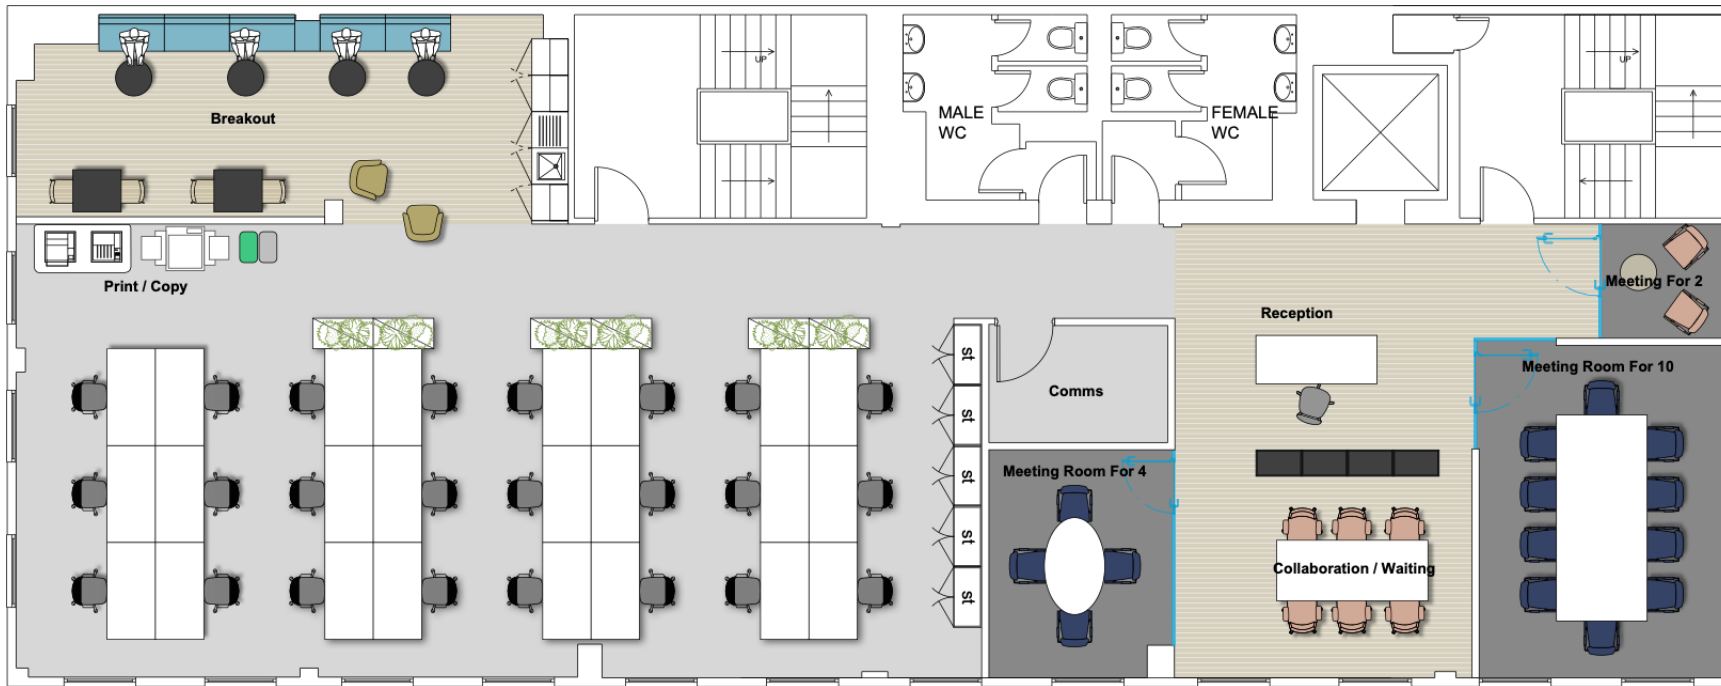 UP
UP
MALE
WC
FEMALE
WC
Breakout
Print / Copy
Meeting For 2
Reception
st
Meeting Room For 10
Comms
st
Meeting Room For 4
st
st
Collaboration / Waiting
st